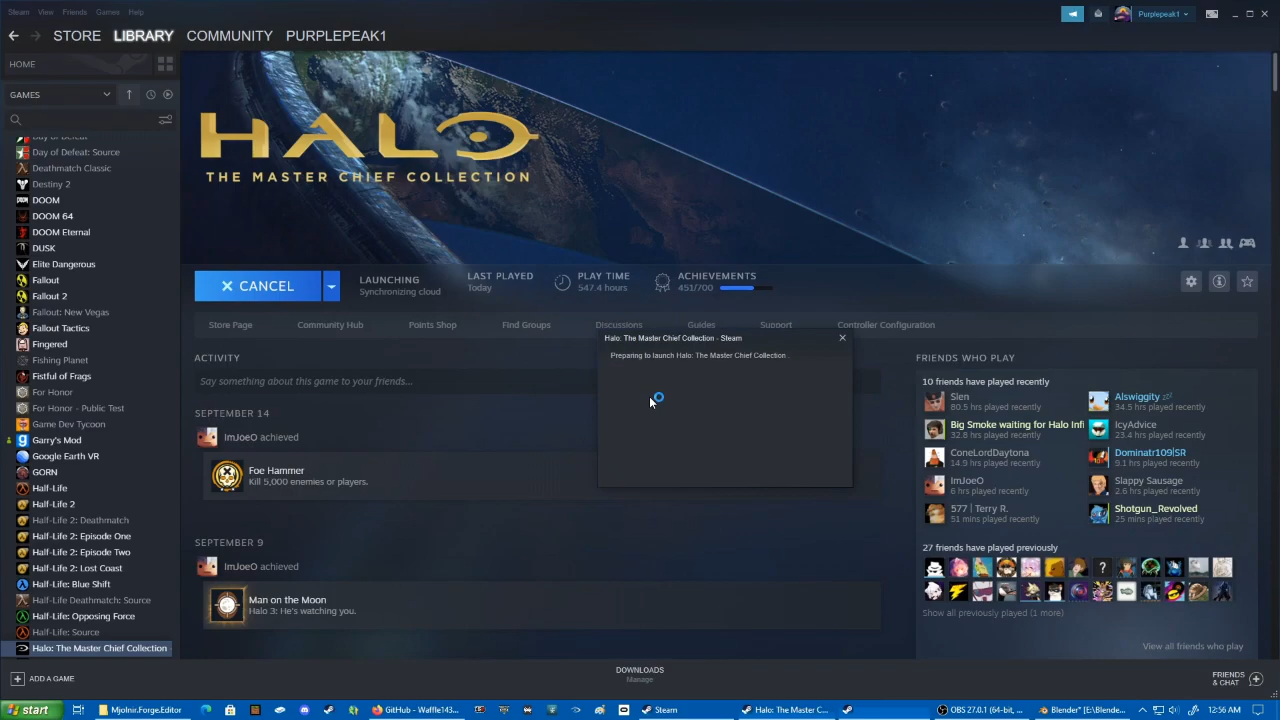 Steam View Friends Games Help
Purplepeak1
STORE LIBRARY COMMUNITY PURPLEPEAK1
HOME
GAMES
Day of Defeat
Day of Defeat: Source
Deathmatch Classic
Destiny 2
DOOM
DOOM 64
DOOM Eternal
DUSK
Elite Dangerous
Fallout
Fallout 2
Fallout: New Vegas
Fallout Tactics
Fingered
Fishing Planet
Fistful of Frags
For Honor
For Honor - Public Test
Game Dev Tycoon
Garry's Mod
Google Earth VR
GORN
Half-Life
Half-Life 2
Half-Life 2: Deathmatch
Half-Life 2: Episode One
Half-Life 2: Episode Two
Half-Life 2: Lost Coast
Half-Life: Blue Shift
Half-Life Deathmatch: Source
Half-Life: Opposing Force
Half-Life: Source
Halo: The Master Chief Collection
ADD A GAME
HALO
THE MASTER CHIEF COLLECTION
CANCEL
LAUNCHING
Synchronizing cloud
LAST PLAYED
Today
PLAY TIME
547.4 hours
ACHIEVEMENTS
451/700
Store Page Community Hub Points Shop Find Groups Discussions Guides Support Controller Configuration
Halo: The Master Chief Collection - Steam
Preparing to launch Halo: The Master Chief Collection..
ACTIVITY
Say something about this game to your friends...
SEPTEMBER 14
ImJoeO achieved
Foe Hammer
Kill 5,000 enemies or players.
SEPTEMBER 9
ImJoeO achieved
Man on the Moon
Halo 3: He's watching you.
FRIENDS WHO PLAY
10 friends have played recently
Slen
80.5 hrs played recently
Alswiggity
34.5 hrs played recently
Big Smoke waiting for Halo Infi
32.8 hrs played recently
IcyAdvice
23.4 hrs played recently
ConeLordDaytona
14.9 hrs played recently
Dominatr109|SR
9.1 hrs played recently
ImJoeO
6 hrs played recently
Slappy Sausage
2.6 hrs played recently
577 | Terry R.
51 mins played recently
Shotgun_Revolved
25 mins played recently
27 friends have played previously
Show all previously played (1 more)
View all friends who play
DOWNLOADS
Manage
FRIENDS
& CHAT
start
Mjolnir.Forge.Editor
GitHub - Waffle143...
Steam
Halo: The Master C...
OBS 27.0.1 (64-bit, ...
Blender* [E:\Blende...
12:56 AM